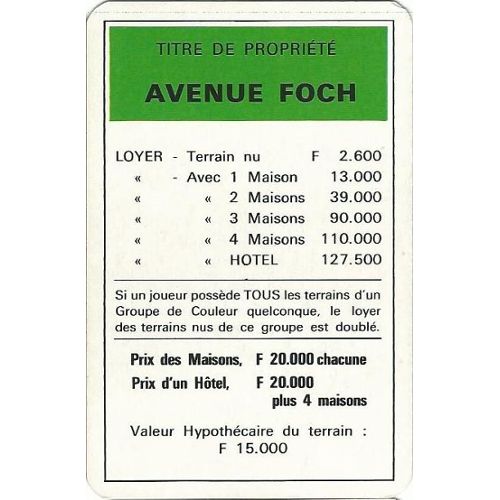 TITRE DE PROPRIÉTÉ
AVENUE FOCH
LOYER - Terrain nu F 2.600
« - Avec 1 Maison 13.000
« « 2 Maisons 39.000
« « 3 Maisons 90.000
« « 4 Maisons 110.000
« « HOTEL 127.500
Si un joueur possède TOUS les terrains d'un
Groupe de Couleur quelconque, le loyer
des terrains nus de ce groupe est doublé.
Prix des Maisons, F 20.000 chacune
Prix d'un Hôtel, F 20.000
plus 4 maisons
Valeur Hypothécaire du terrain :
F 15.000